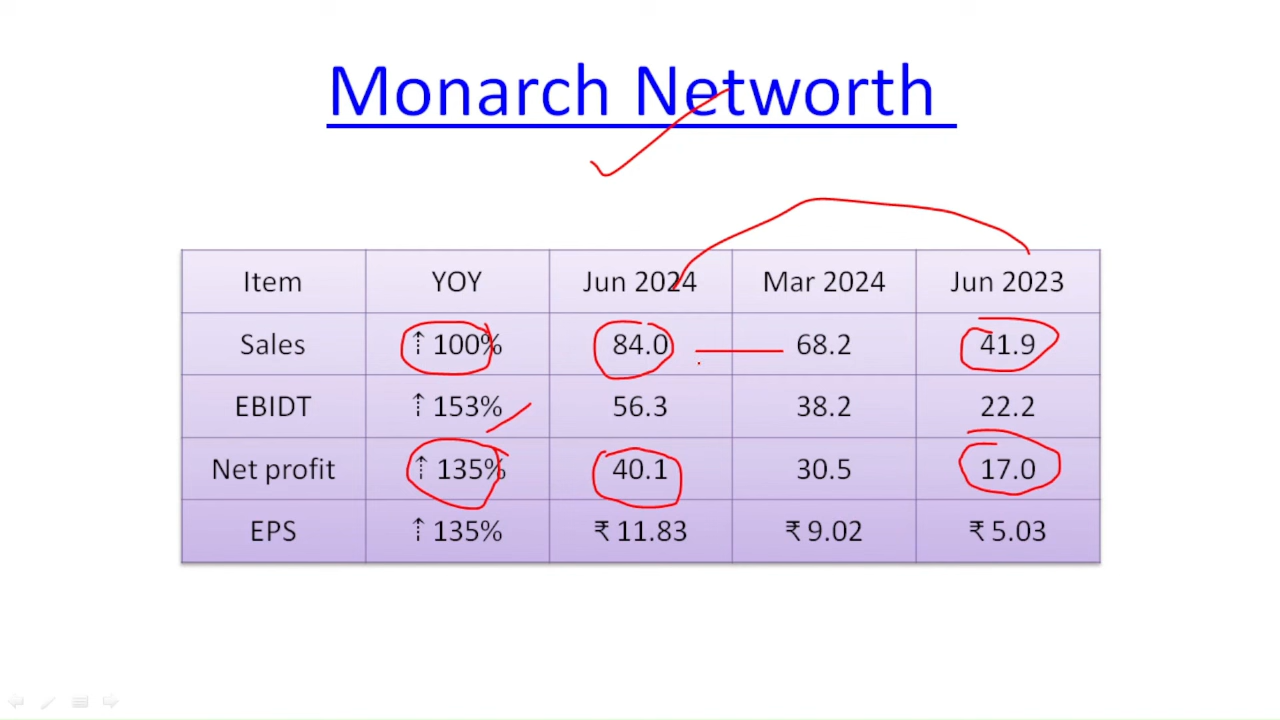 Monarch Networth
Item YOY Jun 2024 Mar 2024 Jun 2023
Sales ⇡ 100% 84.0 68.2 41.9
EBIDT ⇡ 153% 56.3 38.2 22.2
Net profit ⇡ 135% 40.1 30.5 17.0
EPS ⇡ 135% ₹ 11.83 ₹ 9.02 ₹ 5.03